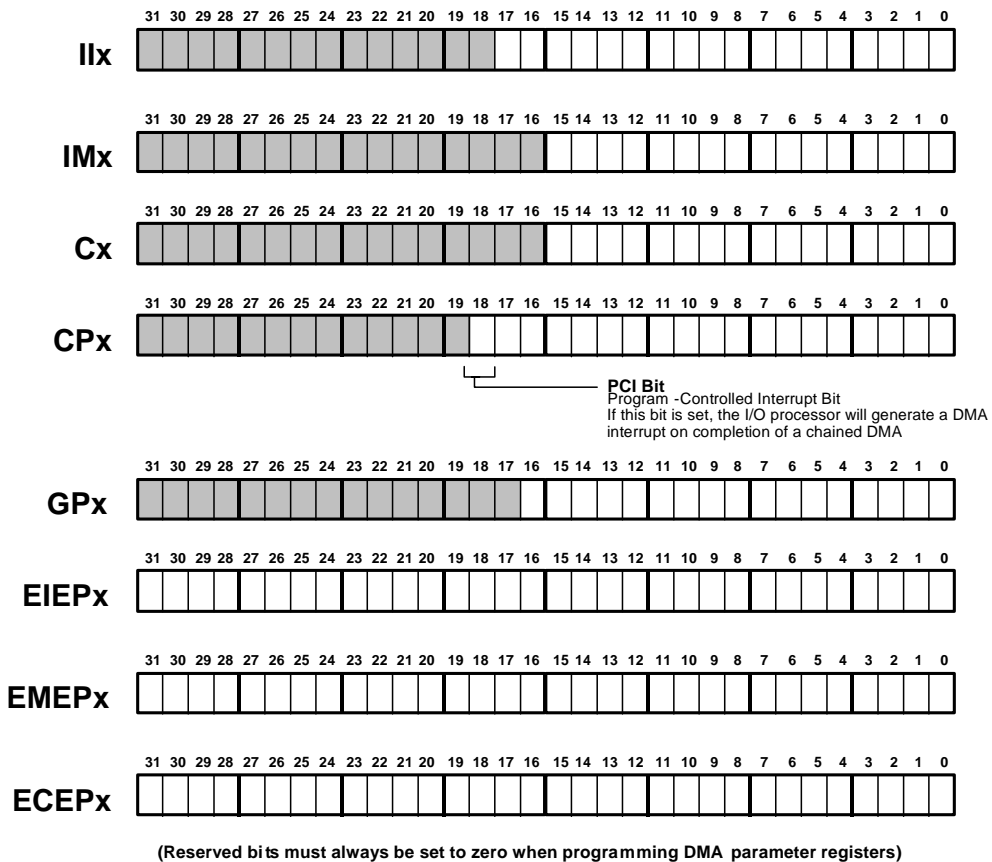 31 30 29 28 27 26 25 24 23 22 21 20 19 18 17 16 15 14 13 12 11 10 9 8 7 6 5 4 3 2 1 0
IIx
31 30 29 28 27 26 25 24 23 22 21 20 19 18 17 16 15 14 13 12 11 10 9 8 7 6 5 4 3 2 1 0
IMx
31 30 29 28 27 26 25 24 23 22 21 20 19 18 17 16 15 14 13 12 11 10 9 8 7 6 5 4 3 2 1 0
Cx
31 30 29 28 27 26 25 24 23 22 21 20 19 18 17 16 15 14 13 12 11 10 9 8 7 6 5 4 3 2 1 0
CPx
PCI Bit
Program -Controlled Interrupt Bit
If this bit is set, the I/O processor will generate a DMA
interrupt on completion of a chained DMA
31 30 29 28 27 26 25 24 23 22 21 20 19 18 17 16 15 14 13 12 11 10 9 8 7 6 5 4 3 2 1 0
GPx
31 30 29 28 27 26 25 24 23 22 21 20 19 18 17 16 15 14 13 12 11 10 9 8 7 6 5 4 3 2 1 0
EIEPx
31 30 29 28 27 26 25 24 23 22 21 20 19 18 17 16 15 14 13 12 11 10 9 8 7 6 5 4 3 2 1 0
EMEPx
31 30 29 28 27 26 25 24 23 22 21 20 19 18 17 16 15 14 13 12 11 10 9 8 7 6 5 4 3 2 1 0
ECEPx
(Reserved bits must always be set to zero when programming DMA parameter registers)